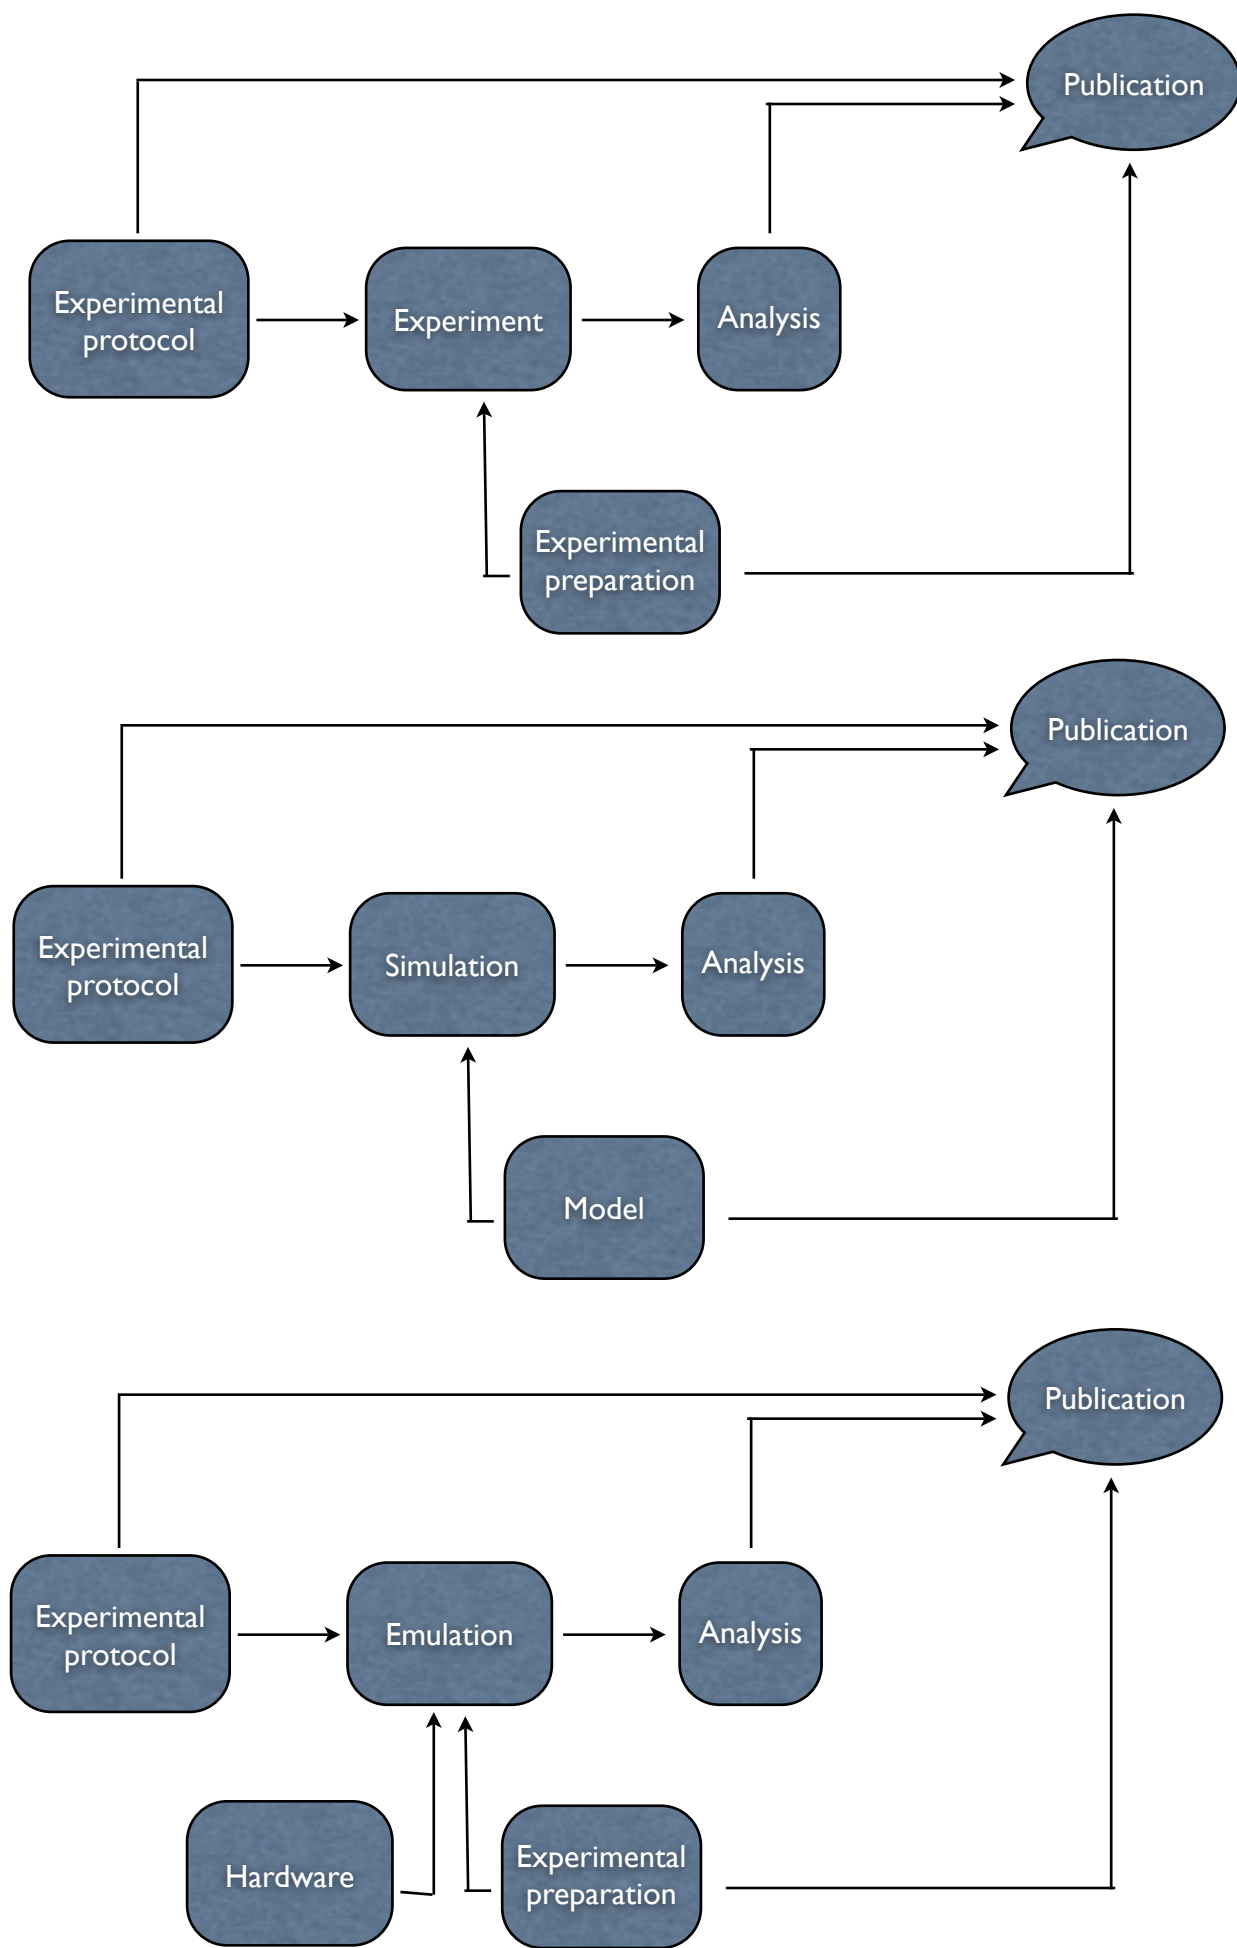 Publication
Experimental
protocol
Experiment
Analysis
Experimental
preparation
Publication
Experimental
protocol
Simulation
Analysis
Model
Publication
Experimental
protocol
Emulation
Analysis
Hardware
Experimental
preparation